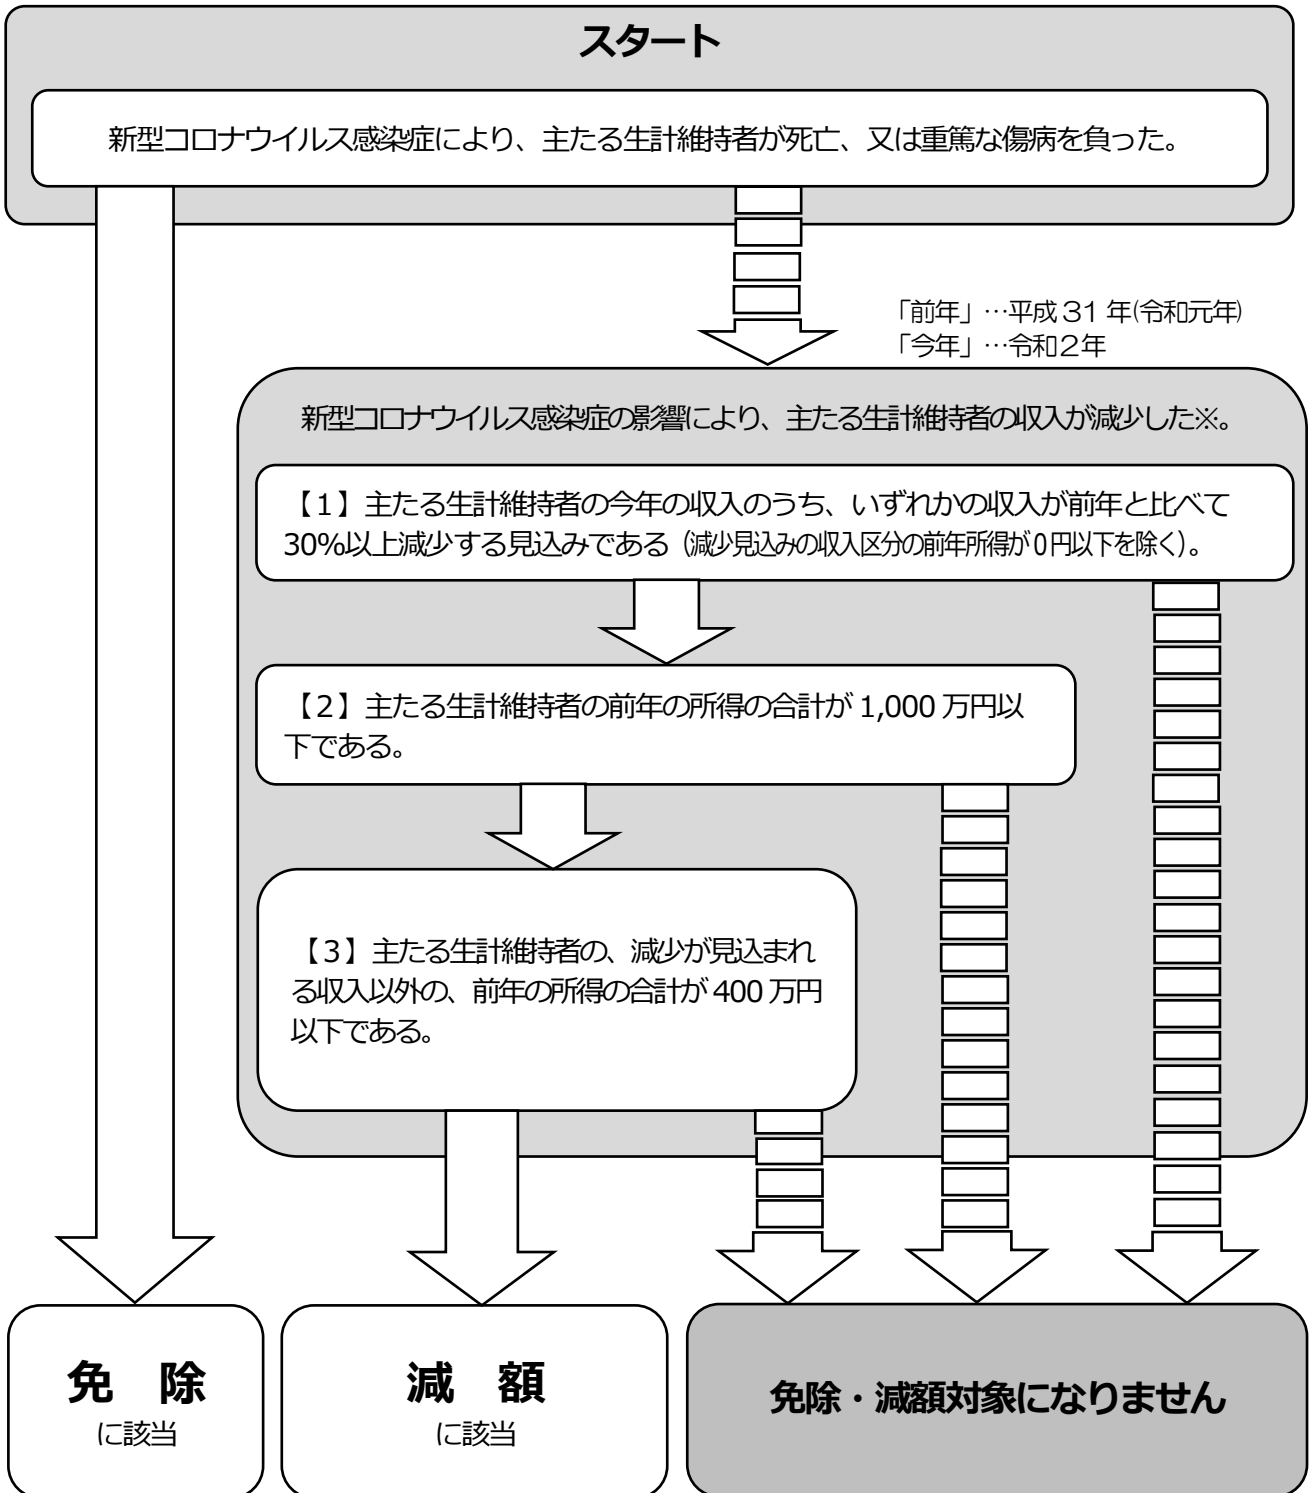 スタート
新型コロナウイルス感染症により、主たる生計維持者が死亡、又は重篤な傷病を負った。
「前年」…平成 31 年(令和元年)
「今年」…令和2年
新型コロナウイルス感染症の影響により、主たる生計維持者の収入が減少した※。
【1】主たる生計維持者の今年の収入のうち、いずれかの収入が前年と比べて
30%以上減少する見込みである（減少見込みの収入区分の前年所得が0円以下を除く）。
【2】主たる生計維持者の前年の所得の合計が 1,000 万円以
下である。
【3】主たる生計維持者の、減少が見込まれ
る収入以外の、前年の所得の合計が 400 万円
以下である。
免　除
に該当
減　額
に該当
免除・減額対象になりません